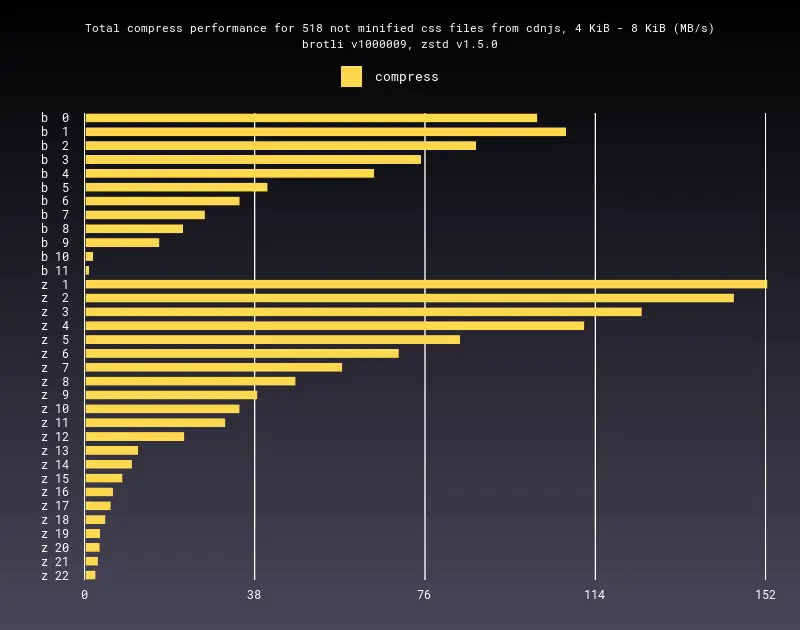 Total compress performance for 518 not minified css files from cdnjs, 4 KiB - 8 KiB (MB/s)
brotli v1000009, zstd v1.5.0
compress
b 0
b 1
b 2
b 3
b 4
b 5
b 6
b 7
b 8
b 9
b 10
b 11
z 1
z 2
z 3
z 4
z 5
z 6
z 7
z 8
z 9
z 10
z 11
z 12
z 13
z 14
z 15
z 16
z 17
z 18
z 19
z 20
z 21
z 22
0 38 76 114 152